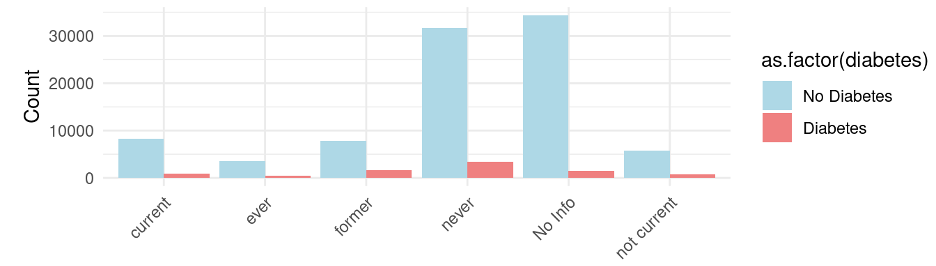 30000
20000
10000
0
Count
current
ever
former
never
No Info
not current
as.factor(diabetes)
No Diabetes
Diabetes